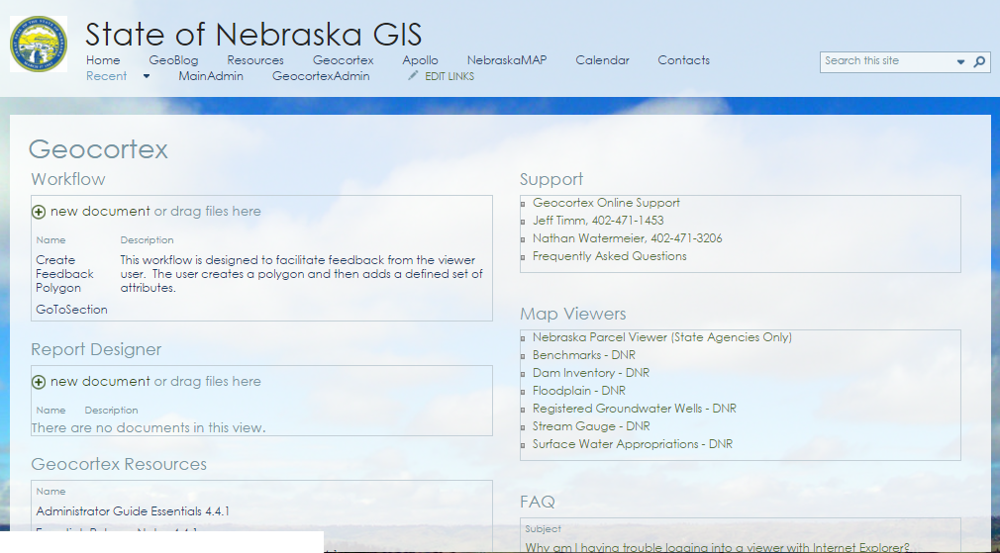 State of Nebraska GIS
Home GeoBlog Resources Geocortex Apollo NebraskaMAP Calendar Contacts
Recent MainAdmin GeocortexAdmin EDIT LINKS
Search this site
Geocortex
Workflow
new document or drag files here
Name Description
Create Feedback Polygon
This workflow is designed to facilitate feedback from the viewer
user. The user creates a polygon and then adds a defined set of
attributes.
GoToSection
Report Designer
new document or drag files here
Name Description
There are no documents in this view.
Geocortex Resources
Name
Administrator Guide Essentials 4.4.1
Support
Geocortex Online Support
Jeff Timm, 402-471-1453
Nathan Watermeier, 402-471-3206
Frequently Asked Questions
Map Viewers
Nebraska Parcel Viewer (State Agencies Only)
Benchmarks - DNR
Dam Inventory - DNR
Floodplain - DNR
Registered Groundwater Wells - DNR
Stream Gauge - DNR
Surface Water Appropriations - DNR
FAQ
Subject
Why am I having trouble logging into a viewer with Internet Explorer?